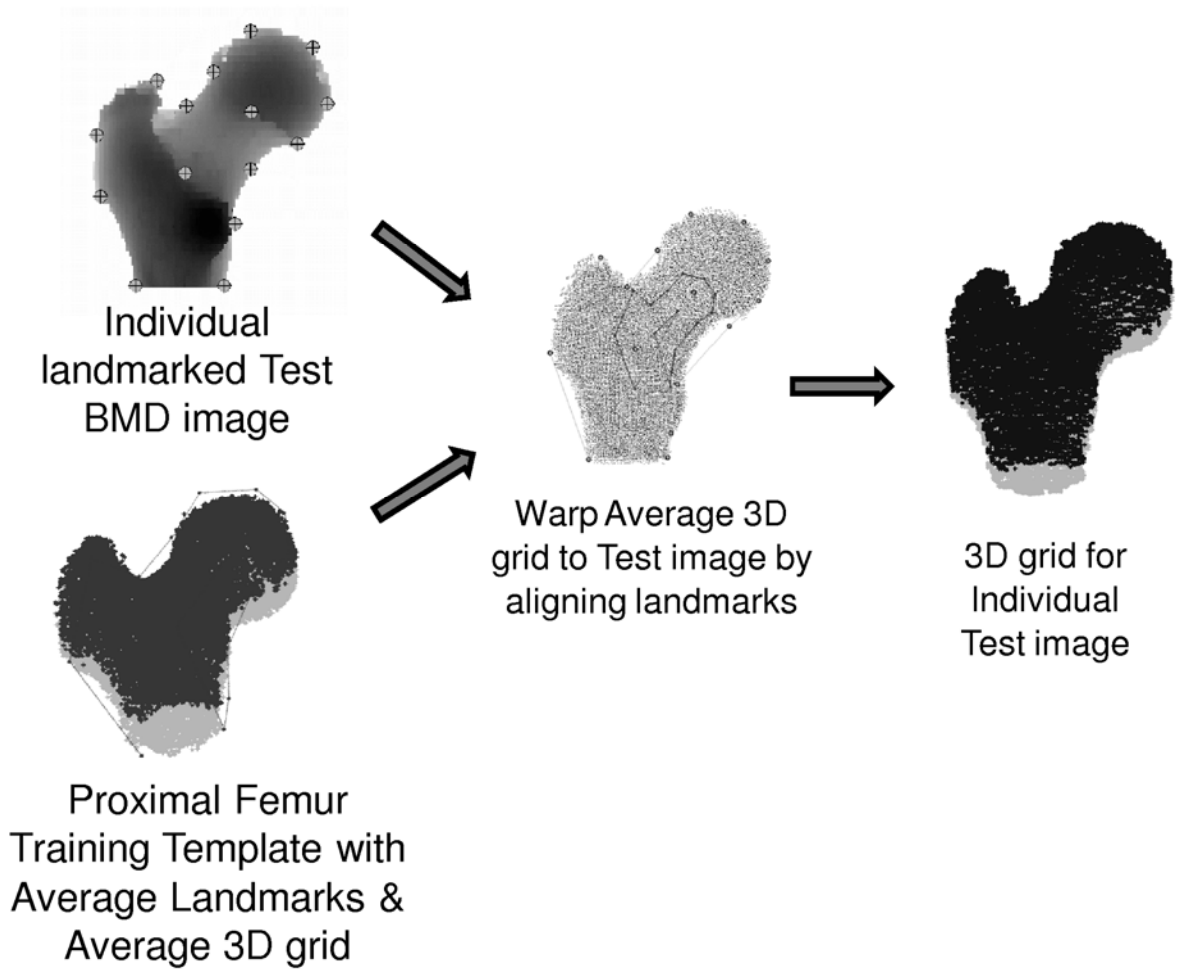 Individual
landmarked Test
BMD image
Proximal Femur
Training Template with
Average Landmarks &
Average 3D grid
Warp Average 3D
grid to Test image by
aligning landmarks
3D grid for
Individual
Test image